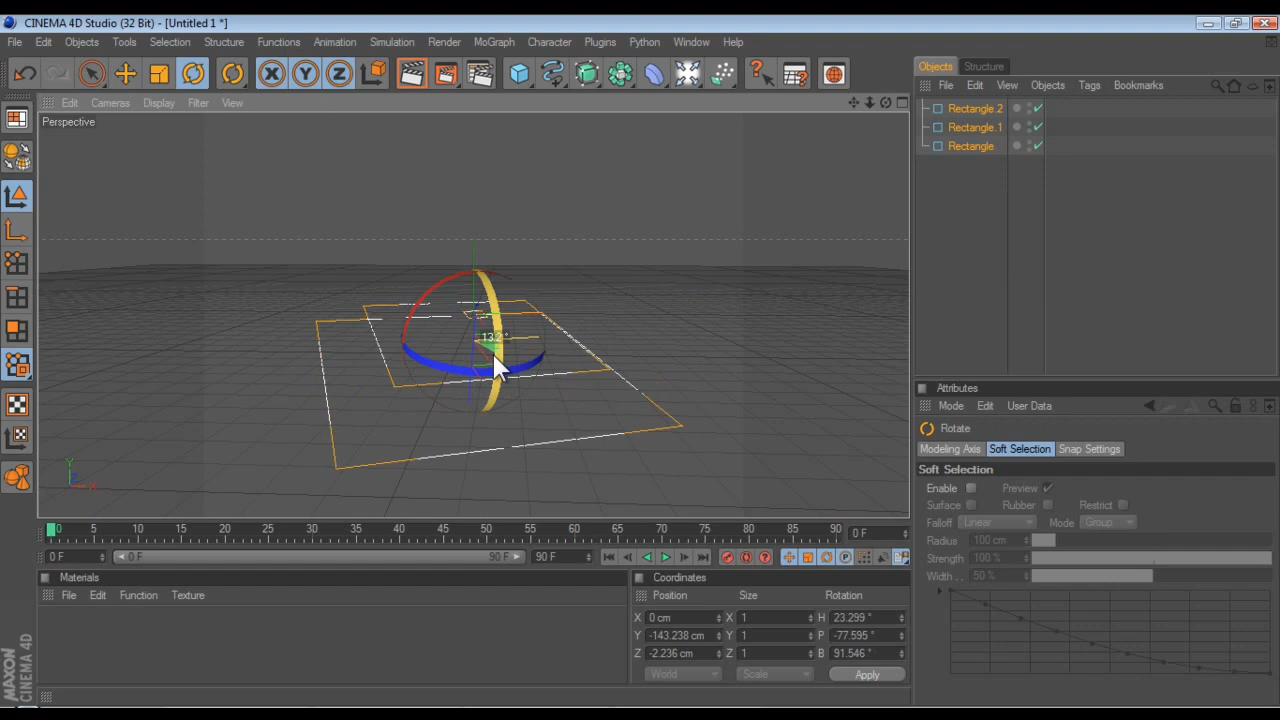 CINEMA 4D Studio (32 Bit) - [Untitled 1 *]
File Edit Objects Tools Selection Structure Functions Animation Simulation Render MoGraph Character Plugins Python Window Help
X Y Z
Objects Structure
File Edit View Objects Tags Bookmarks
Edit Cameras Display Filter View
Perspective
Rectangle.2
Rectangle.1
Rectangle
13.2°
Y
Z
X
Attributes
Mode Edit User Data
Rotate
Modeling Axis Soft Selection Snap Settings
Soft Selection
Enable Preview
Surface Rubber Restrict
Falloff Linear Mode Group
Radius 100 cm
Strength 100 %
Width . . 50 %
0 5 10 15 20 25 30 35 40 45 50 55 60 65 70 75 80 85 90 0 F
0 F 0 F 90 F 90 F
Materials
File Edit Function Texture
Coordinates
Position Size Rotation
X 0 cm X 1 H 23.299 °
Y -143.238 cm Y 1 P -77.595 °
Z -2.236 cm Z 1 B 91.546 °
World Scale Apply
MAXON
CINEMA 4D